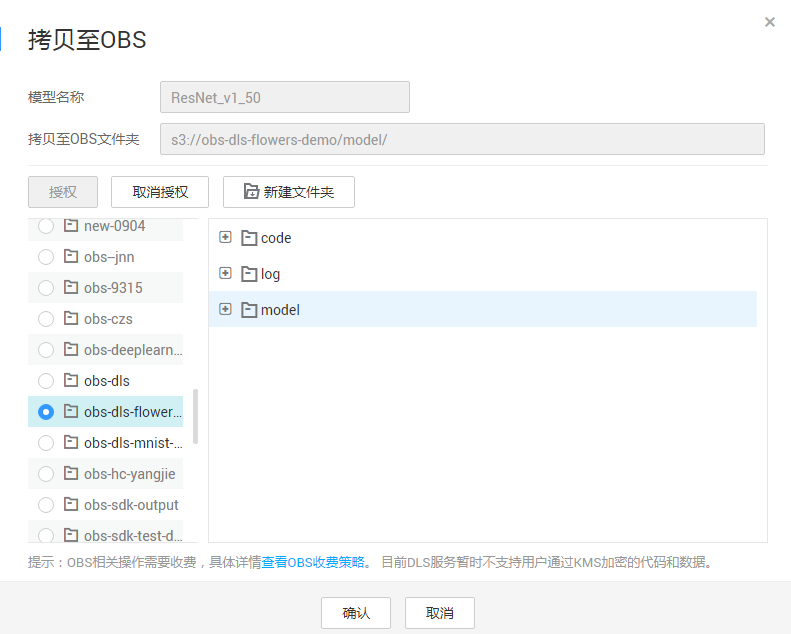 拷贝至OBS
模型名称
ResNet_v1_50
拷贝至OBS文件夹
s3://obs-dls-flowers-demo/model/
授权
取消授权
新建文件夹
new-0904
obs--jnn
obs-9315
obs-czs
obs-deeplearn...
obs-dls
obs-dls-flower...
obs-dls-mnist-...
obs-hc-yangjie
obs-sdk-output
obs-sdk-test-d...
code
log
model
提示：OBS相关操作需要收费，具体详情查看OBS收费策略。 目前DLS服务暂时不支持用户通过KMS加密的代码和数据。
确认
取消